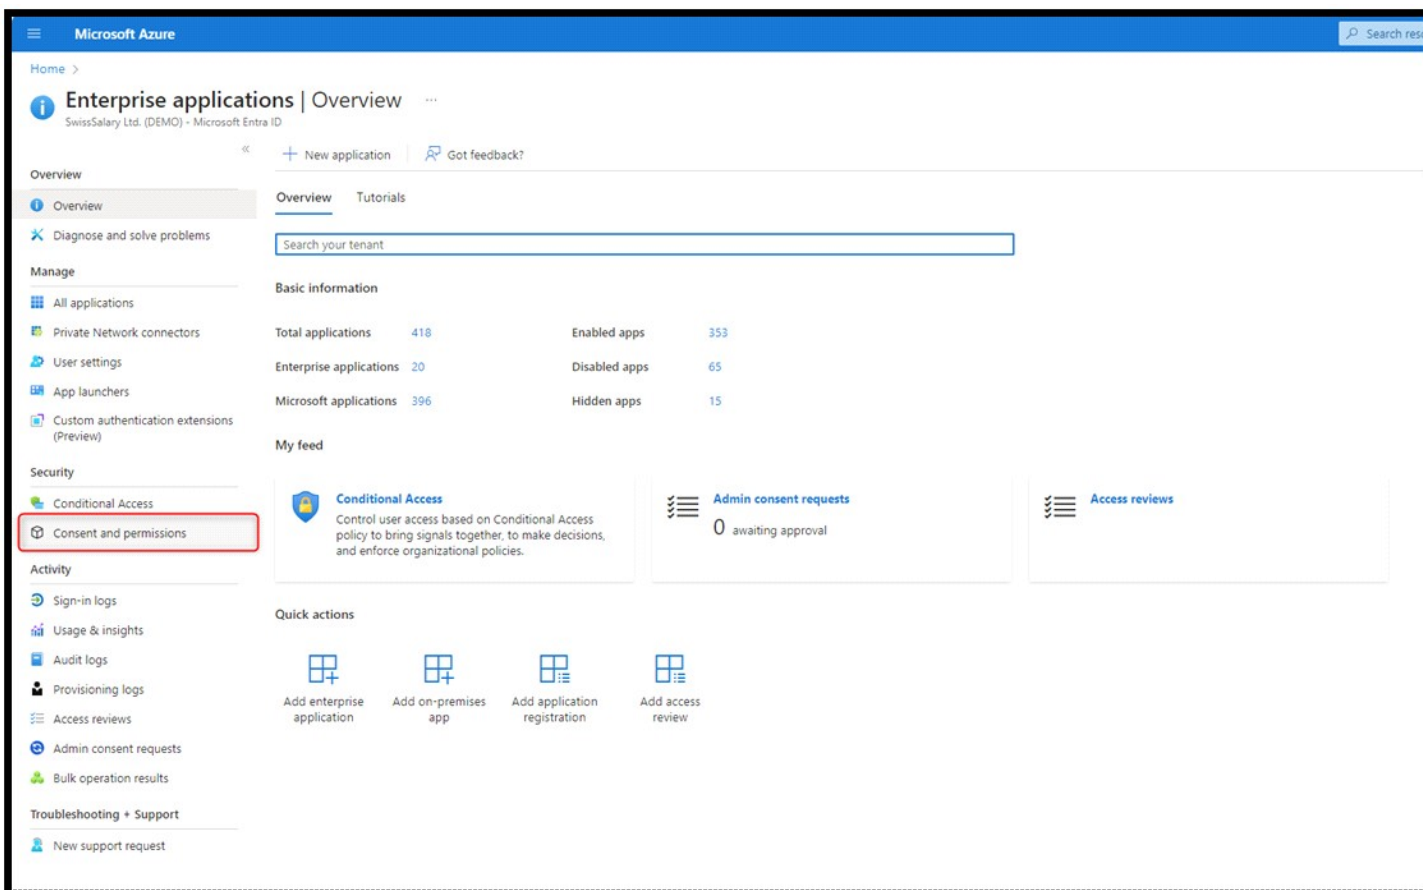 Microsoft Azure
Search
Home >
Enterprise applications | Overview ...
SwissSalary Ltd. (DEMO) - Microsoft Entra ID
«
+ New application
Got feedback?
Overview
Overview
Diagnose and solve problems
Manage
All applications
Private Network connectors
User settings
App launchers
Custom authentication extensions
(Preview)
Security
Conditional Access
Consent and permissions
Activity
Sign-in logs
Usage & insights
Audit logs
Provisioning logs
Access reviews
Admin consent requests
Bulk operation results
Troubleshooting + Support
New support request
Overview Tutorials
Search your tenant
Basic information
Total applications 418 Enabled apps 353
Enterprise applications 20 Disabled apps 65
Microsoft applications 396 Hidden apps 15
My feed
Conditional Access
Control user access based on Conditional Access
policy to bring signals together, to make decisions,
and enforce organizational policies.
Admin consent requests
0 awaiting approval
Access reviews
Quick actions
Add enterprise
application
Add on-premises
app
Add application
registration
Add access
review